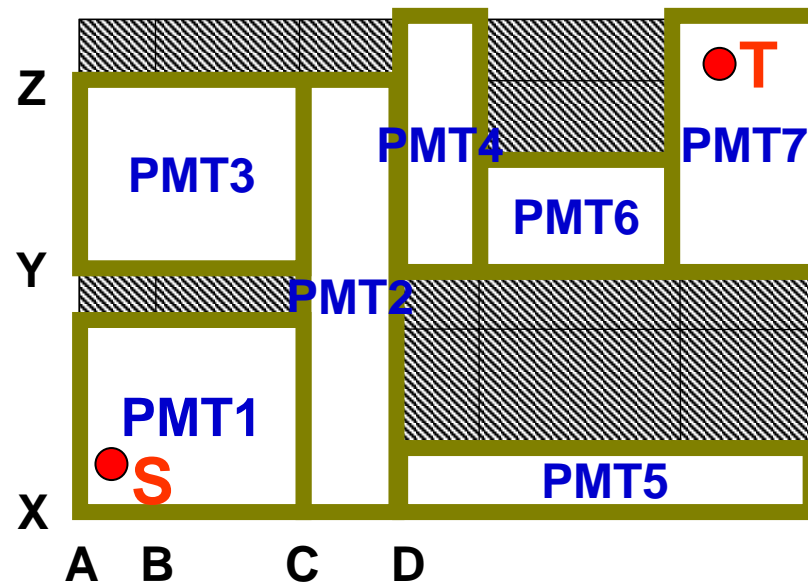 T
Z
PMT4
PMT7
PMT3
PMT6
Y
PMT2
PMT1
S
PMT5
X
A B C D